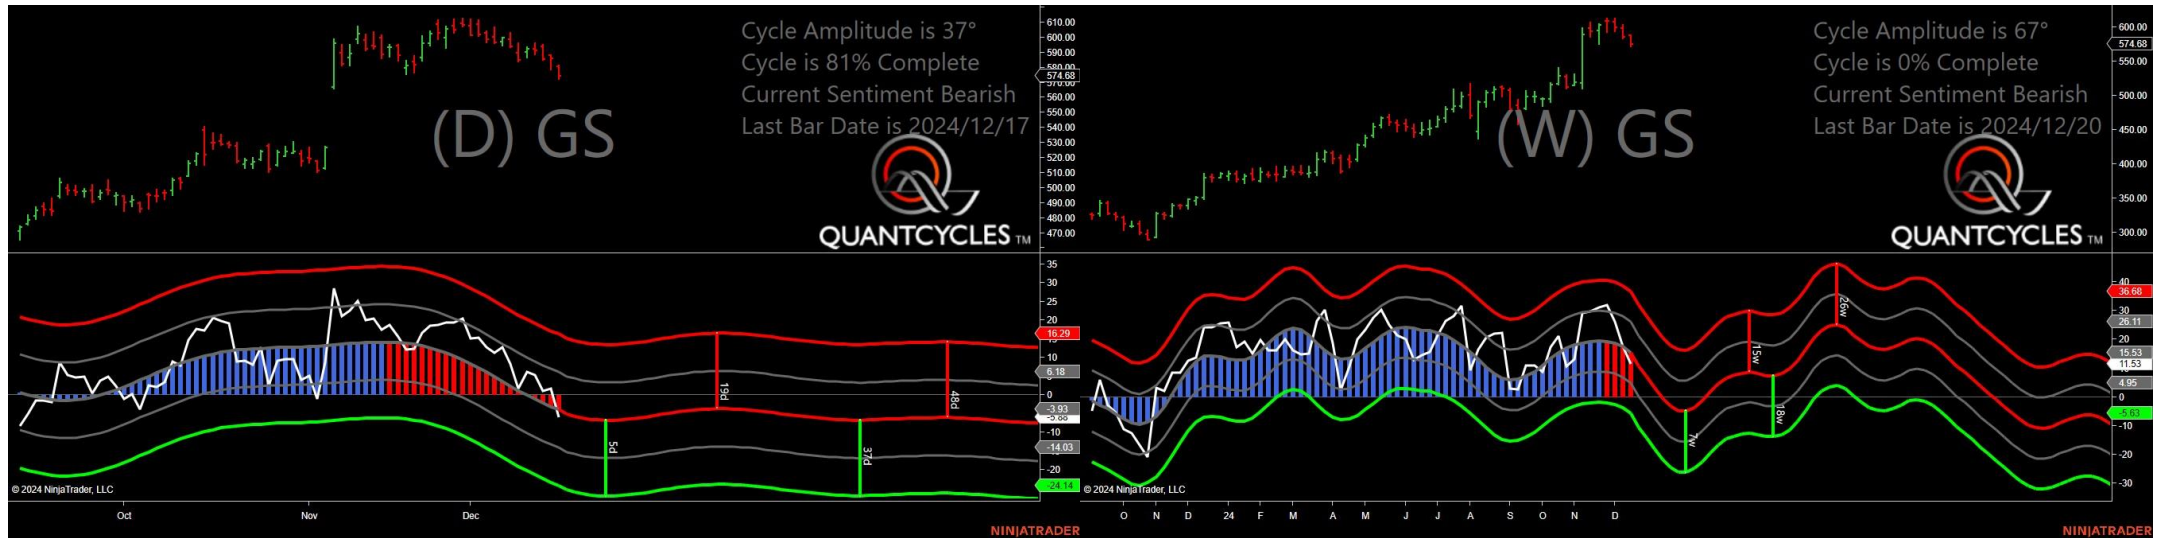 Cycle Amplitude is 37°
Cycle is 81% Complete
Current Sentiment Bearish
Last Bar Date is 2024/12/17
(D) GS
QUANTCYCLES TM
610.00
600.00
590.00
580.00
574.68
570.00
560.00
550.00
540.00
530.00
520.00
510.00
500.00
490.00
480.00
470.00
35
30
25
20
16.29
10
6.18
0
-3.93
-10
-14.03
-20
-24.14
19d
48d
5d
37d
© 2024 NinjaTrader, LLC
Oct Nov Dec
NINJATRADER
Cycle Amplitude is 67°
Cycle is 0% Complete
Current Sentiment Bearish
Last Bar Date is 2024/12/20
(W) GS
QUANTCYCLES TM
600.00
574.68
550.00
500.00
450.00
400.00
350.00
300.00
40
36.68
30
26.11
15.53
11.53
4.95
0
-5.63
-10
-20
-30
26w
15w
18w
7w
© 2024 NinjaTrader, LLC
O N D 24 F M A M J J A S O N D
NINJATRADER